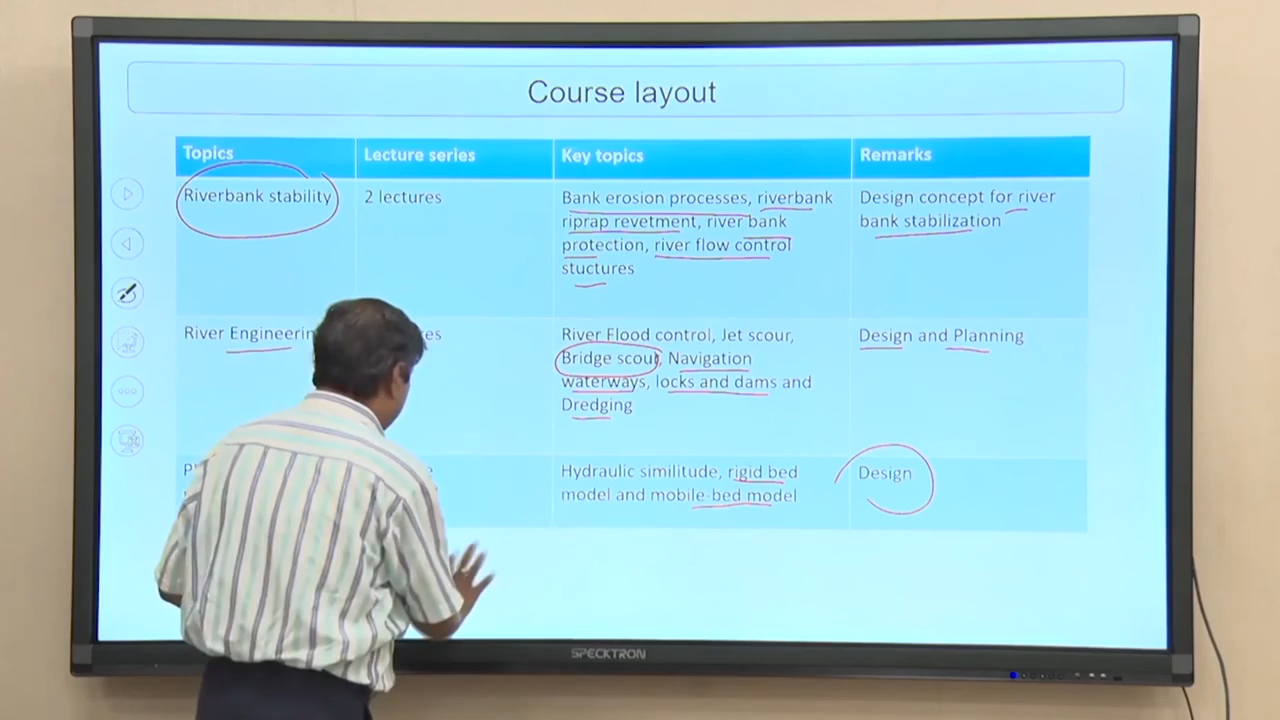 Course layout
Topics Lecture series Key topics Remarks
Riverbank stability 2 lectures Bank erosion processes, riverbank Design concept for river
riprap revetment, river bank bank stabilization
protection, river flow control
stuctures
River River Flood control, Jet scour, Design and Planning
Bridge scour, Navigation
waterways, locks and dams and
Dredging
Hydraulic similitude, rigid bed Design
model and mobile-bed model
SPECKTRON